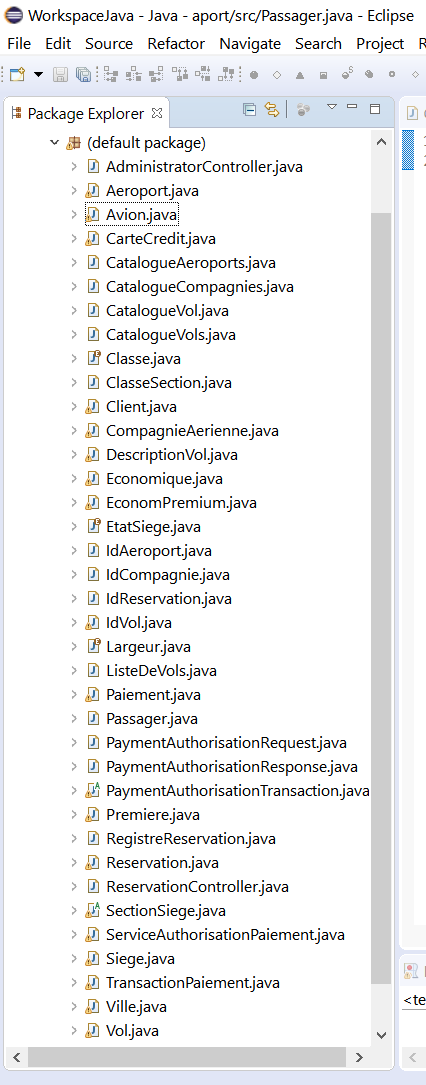 WorkspaceJava - Java - aport/src/Passager.java - Eclipse
File Edit Source Refactor Navigate Search Project
Package Explorer
(default package)
AdministratorController.java
Aeroport.java
Avion.java
CarteCredit.java
CatalogueAeroports.java
CatalogueCompagnies.java
CatalogueVol.java
CatalogueVols.java
Classe.java
ClasseSection.java
Client.java
CompagnieAerienne.java
DescriptionVol.java
Economique.java
EconomPremium.java
EtatSiege.java
IdAeroport.java
IdCompagnie.java
IdReservation.java
IdVol.java
Largeur.java
ListeDeVols.java
Paiement.java
Passager.java
PaymentAuthorisationRequest.java
PaymentAuthorisationResponse.java
PaymentAuthorisationTransaction.java
Premiere.java
RegistreReservation.java
Reservation.java
ReservationController.java
SectionSiege.java
ServiceAuthorisationPaiement.java
Siege.java
TransactionPaiement.java
Ville.java
Vol.java
<te